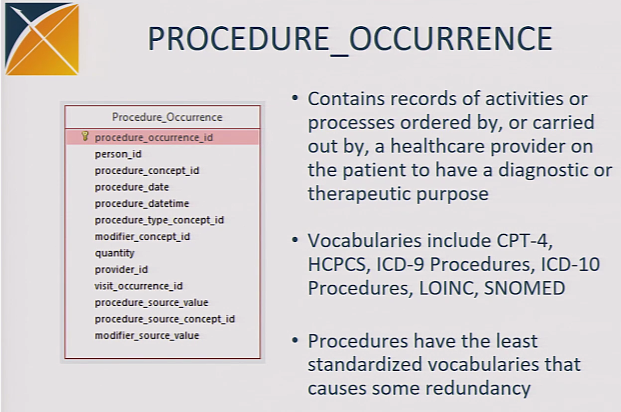 PROCEDURE_OCCURRENCE
Procedure_Occurrence
procedure_occurrence_id
person_id
procedure_concept_id
procedure_date
procedure_datetime
procedure_type_concept_id
modifier_concept_id
quantity
provider_id
visit_occurrence_id
procedure_source_value
procedure_source_concept_id
modifier_source_value
• Contains records of activities or
processes ordered by, or carried
out by, a healthcare provider on
the patient to have a diagnostic or
therapeutic purpose
• Vocabularies include CPT-4,
HCPCS, ICD-9 Procedures, ICD-10
Procedures, LOINC, SNOMED
• Procedures have the least
standardized vocabularies that
causes some redundancy